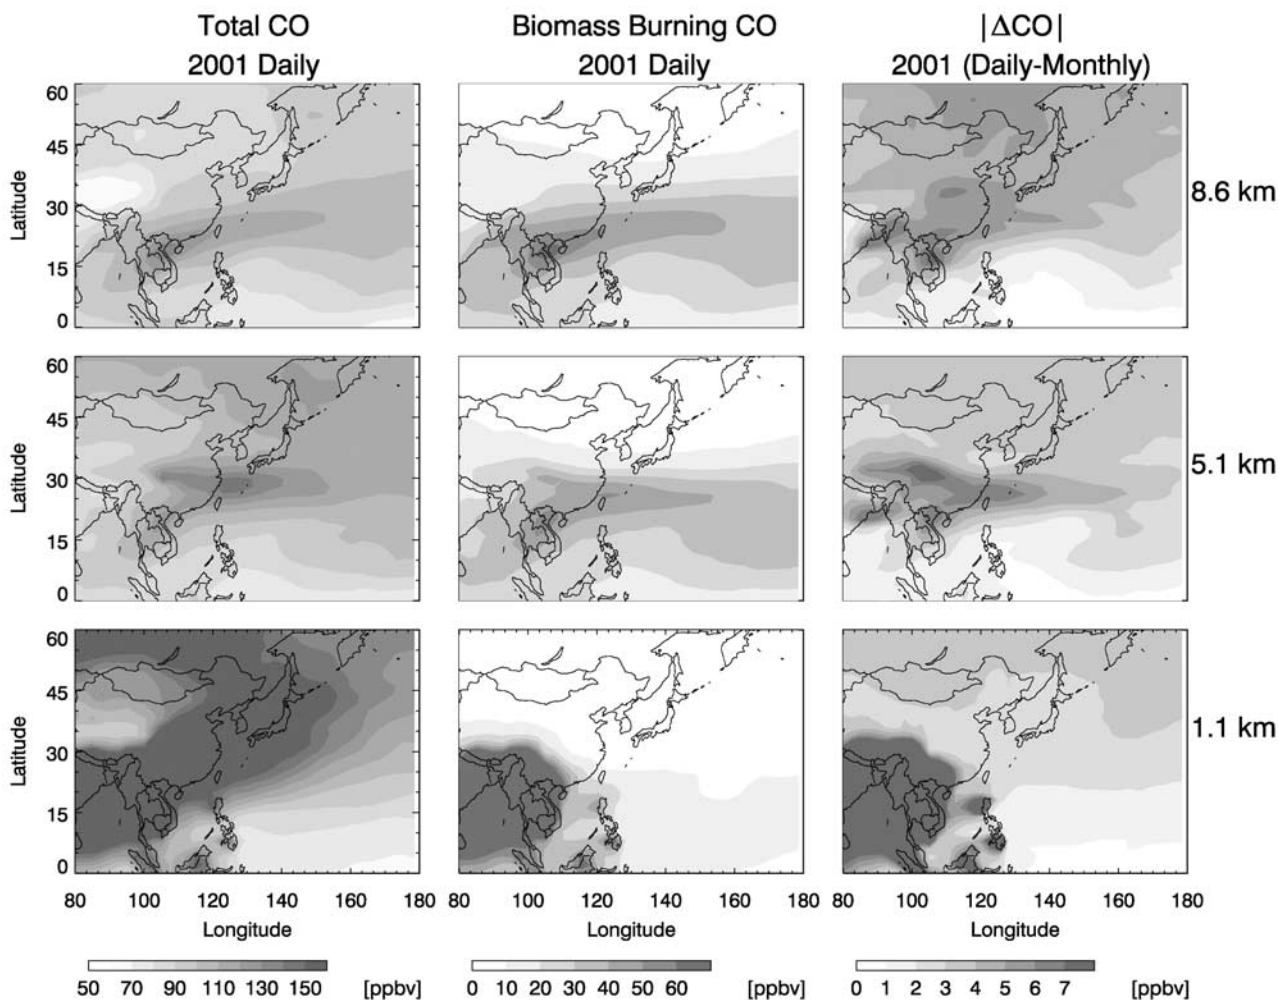 Total CO
2001 Daily
Biomass Burning CO
2001 Daily
|ΔCO|
2001 (Daily-Monthly)
60
45
30
15
0
Latitude
8.6 km
60
45
30
15
0
Latitude
5.1 km
60
45
30
15
0
Latitude
1.1 km
80 100 120 140 160 180
80 100 120 140 160 180
80 100 120 140 160 180
Longitude
Longitude
Longitude
50 70 90 110 130 150 [ppbv]
0 10 20 30 40 50 60 [ppbv]
0 1 2 3 4 5 6 7 [ppbv]